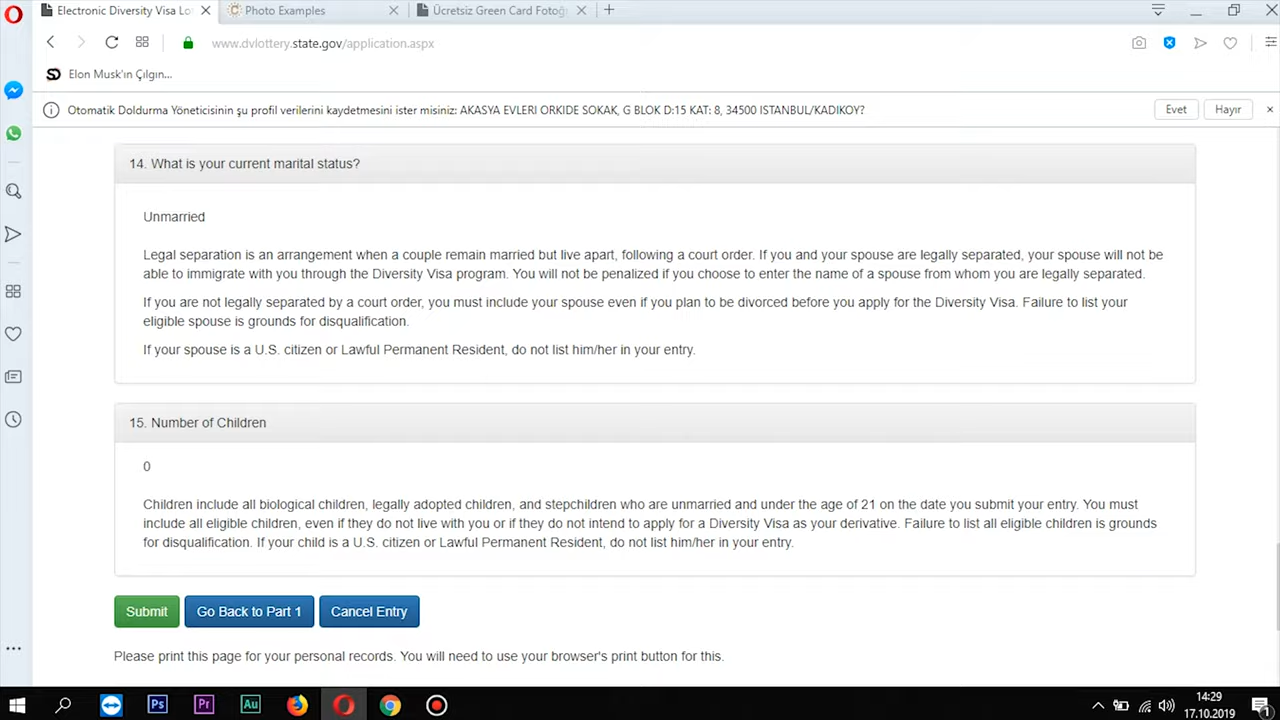 Electronic Diversity Visa Lo
Photo Examples
Ücretsiz Green Card Fotoğ
www.dvlottery.state.gov/application.aspx
SD Elon Musk'ın Çılgın...
Otomatik Doldurma Yöneticisinin şu profil verilerini kaydetmesini ister misiniz: AKASYA EVLERI ORKIDE SOKAK, G BLOK D:15 KAT: 8, 34500 ISTANBUL/KADIKOY?
Evet
Hayır
14. What is your current marital status?
Unmarried
Legal separation is an arrangement when a couple remain married but live apart, following a court order. If you and your spouse are legally separated, your spouse will not be
able to immigrate with you through the Diversity Visa program. You will not be penalized if you choose to enter the name of a spouse from whom you are legally separated.
If you are not legally separated by a court order, you must include your spouse even if you plan to be divorced before you apply for the Diversity Visa. Failure to list your
eligible spouse is grounds for disqualification.
If your spouse is a U.S. citizen or Lawful Permanent Resident, do not list him/her in your entry.
15. Number of Children
0
Children include all biological children, legally adopted children, and stepchildren who are unmarried and under the age of 21 on the date you submit your entry. You must
include all eligible children, even if they do not live with you or if they do not intend to apply for a Diversity Visa as your derivative. Failure to list all eligible children is grounds
for disqualification. If your child is a U.S. citizen or Lawful Permanent Resident, do not list him/her in your entry.
Submit
Go Back to Part 1
Cancel Entry
Please print this page for your personal records. You will need to use your browser's print button for this.
Ps
Pr
Au
14:29
17.10.2019
1